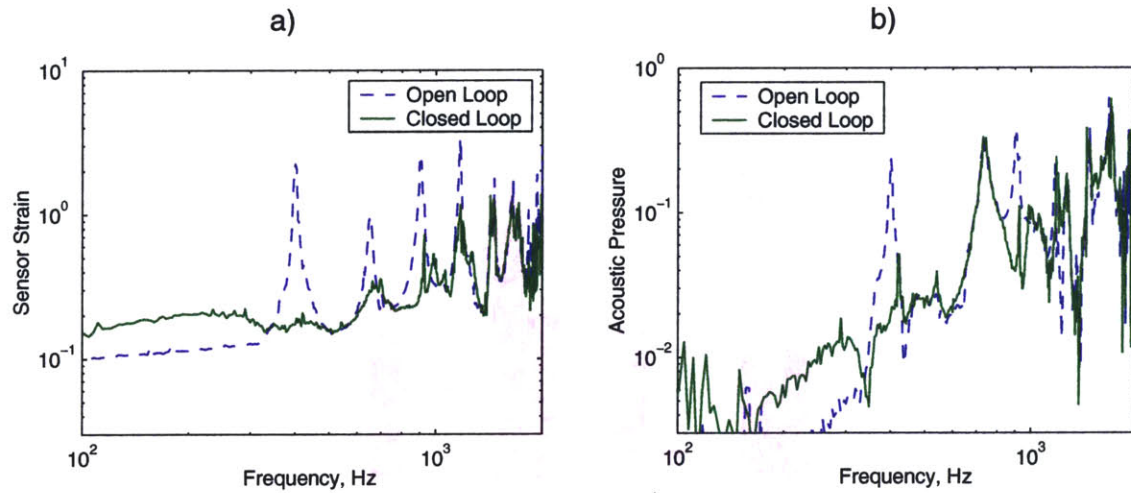 a)
10^1
10^0
10^-1
10^2
10^3
Sensor Strain
Frequency, Hz
Open Loop
Closed Loop
b)
10^0
10^-1
10^-2
10^2
10^3
Acoustic Pressure
Frequency, Hz
Open Loop
Closed Loop